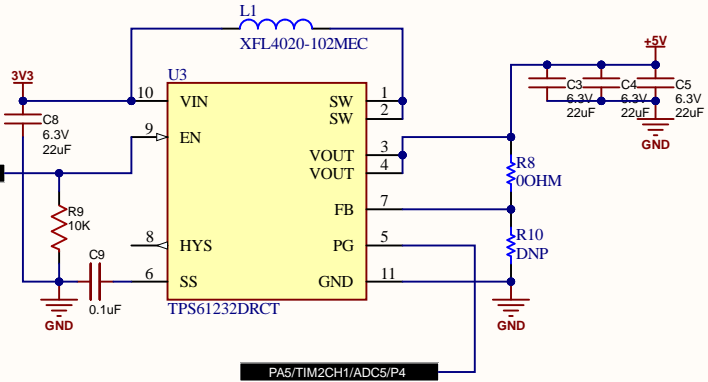 L1
XFL4020-102MEC
+5V
3V3
U3
10 VIN SW 1
SW 2
C3 C4 C5
6.3V 6.3V 6.3V
22uF 22uF 22uF
C8
6.3V
22uF
9 EN
GND
VOUT 3
VOUT 4
R8
0OHM
R9
10K
FB 7
8 HYS PG 5
R10
DNP
C9
0.1uF
6 SS GND 11
GND
TPS61232DRCT
GND
PA5/TIM2CH1/ADC5/P4